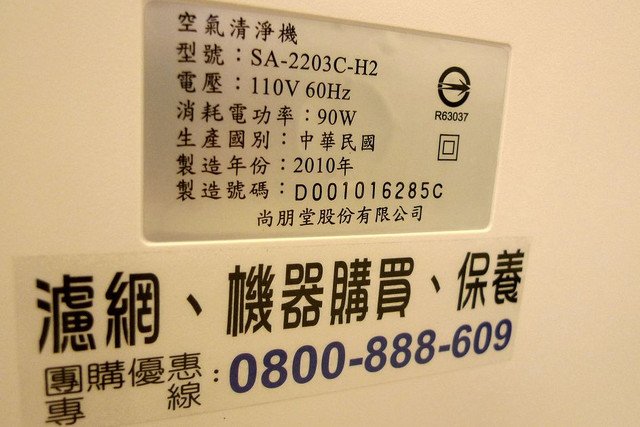 空氣清淨機
型號：SA-2203C-H2
電壓：110V 60Hz
消耗電功率：90W
生產國別：中華民國
製造年份：2010年
製造號碼：D001016285C
尚朋堂股份有限公司
R63037
濾網、機器購買、保養
團購優惠專線：0800-888-609